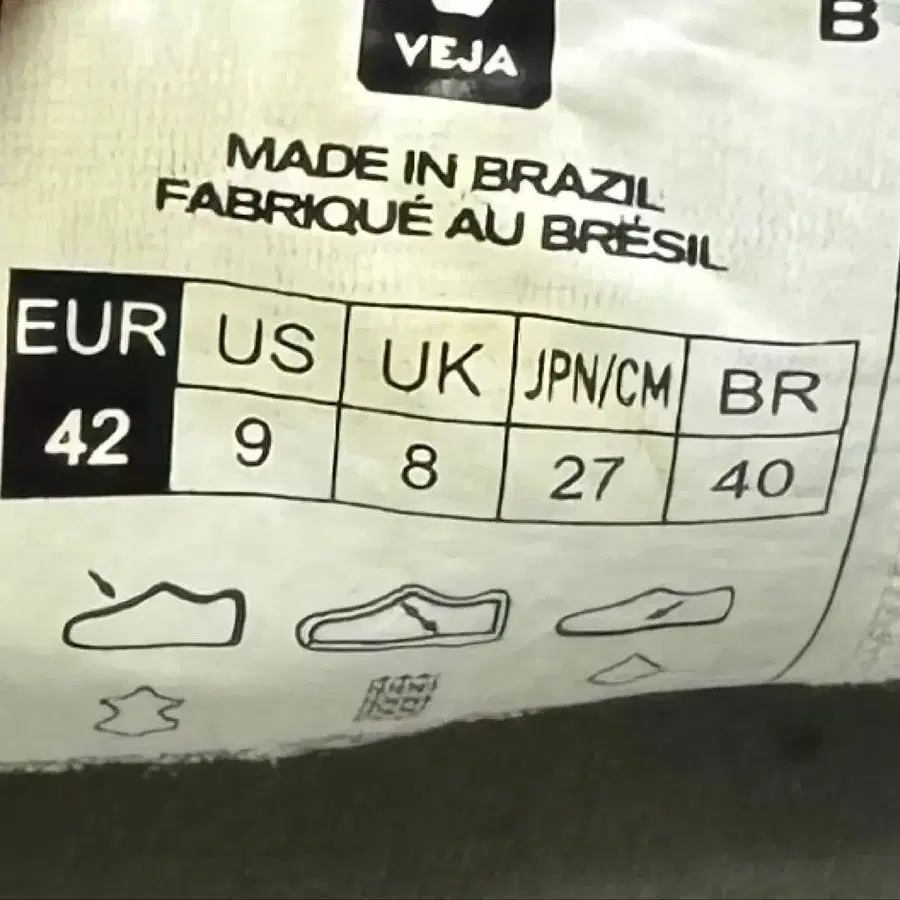 B
VEJA
MADE IN BRAZIL
FABRIQUÉ AU BRÉSIL
EUR US UK JPN/CM BR
42 9 8 27 40